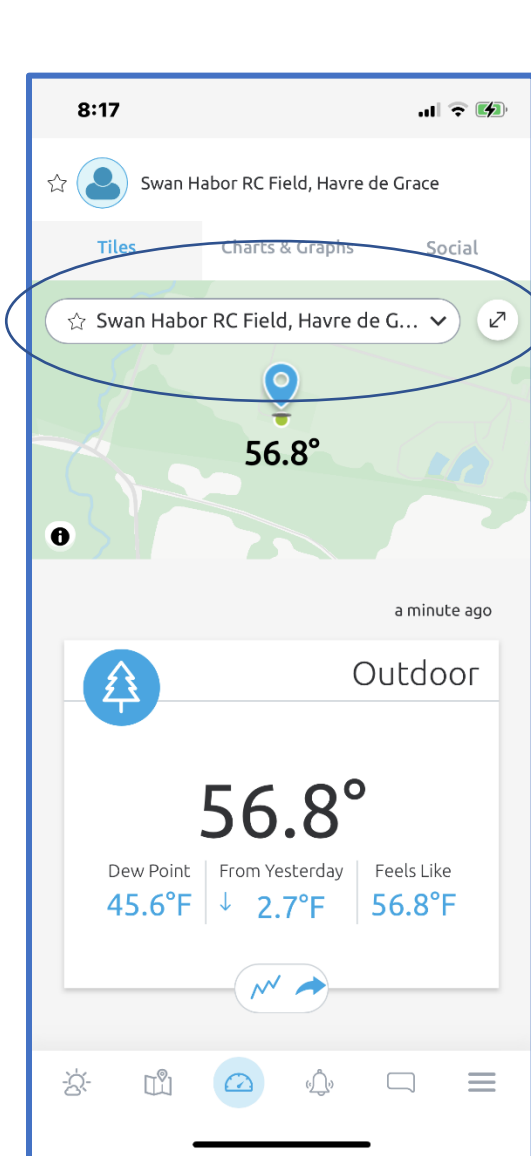 8:17
Swan Habor RC Field, Havre de Grace
Tiles Charts & Graphs Social
Swan Habor RC Field, Havre de G...
56.8°
a minute ago
Outdoor
56.8°
Dew Point From Yesterday Feels Like
45.6°F ↓ 2.7°F 56.8°F